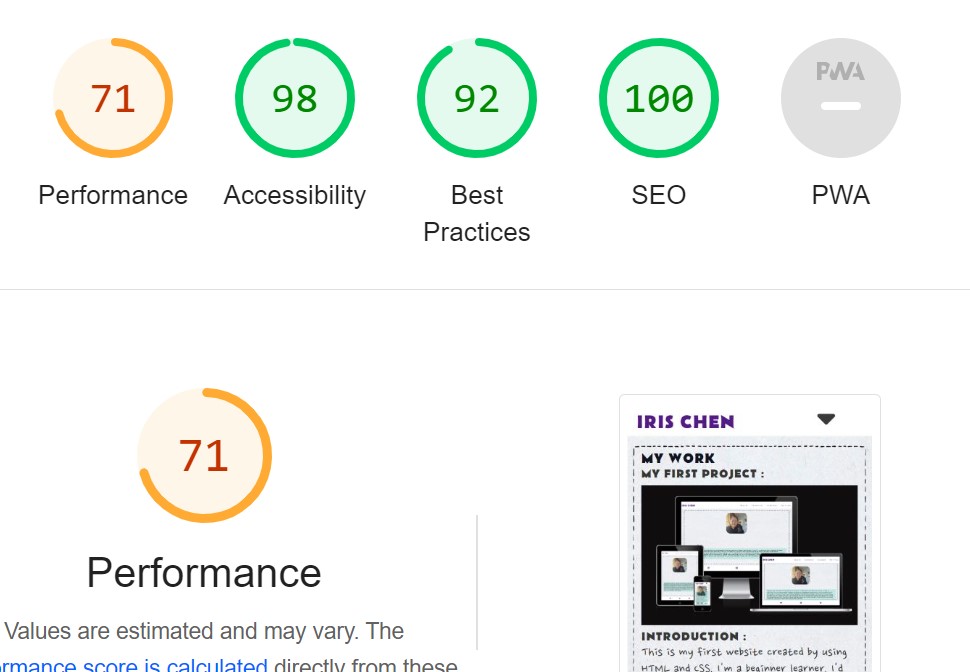 71
98
92
100
PWA
Performance
Accessibility
Best
Practices
SEO
PWA
71
Performance
Values are estimated and may vary. The
ormance score is calculated directly from these
IRIS CHEN
MY WORK
MY FIRST PROJECT :
INTRODUCTION :
This is my first website created by using
HTML and CSS. I'm a beginner learner. I'd